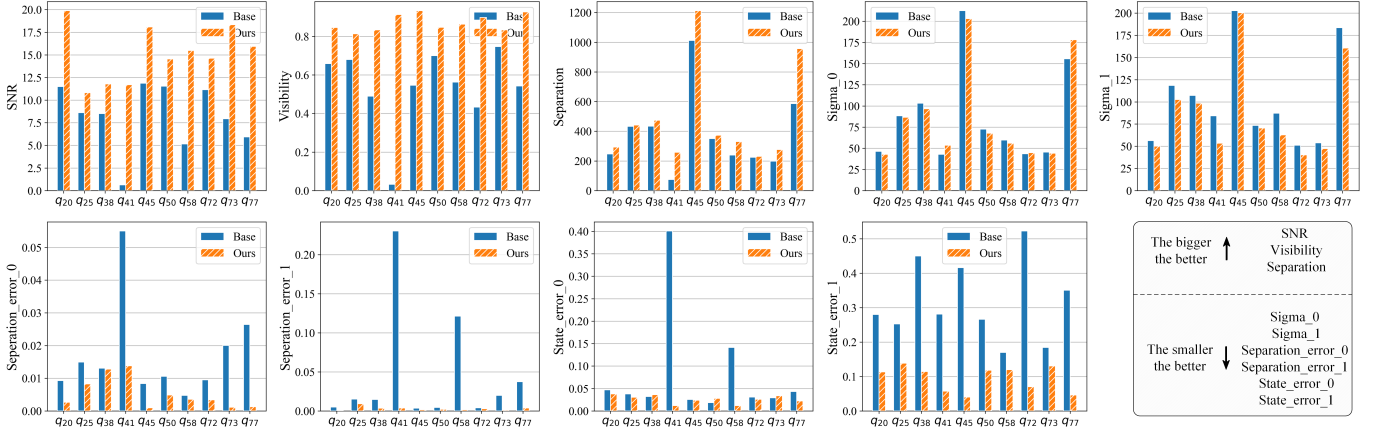 SNR
20.0
17.5
15.0
12.5
10.0
7.5
5.0
2.5
0.0
Base
Ours
q20 q25 q38 q41 q45 q50 q58 q72 q73 q77
Visibility
0.8
0.6
0.4
0.2
0.0
Base
Ours
q20 q25 q38 q41 q45 q50 q58 q72 q73 q77
Separation
1200
1000
800
600
400
200
0
Base
Ours
q20 q25 q38 q41 q45 q50 q58 q72 q73 q77
Sigma_0
200
175
150
125
100
75
50
25
0
Base
Ours
q20 q25 q38 q41 q45 q50 q58 q72 q73 q77
Sigma_1
200
175
150
125
100
75
50
25
0
Base
Ours
q20 q25 q38 q41 q45 q50 q58 q72 q73 q77
Seperation_error_0
0.05
0.04
0.03
0.02
0.01
0.00
Base
Ours
q20 q25 q38 q41 q45 q50 q58 q72 q73 q77
Seperation_error_1
0.20
0.15
0.10
0.05
0.00
Base
Ours
q20 q25 q38 q41 q45 q50 q58 q72 q73 q77
State_error_0
0.40
0.35
0.30
0.25
0.20
0.15
0.10
0.05
0.00
Base
Ours
q20 q25 q38 q41 q45 q50 q58 q72 q73 q77
State_error_1
0.5
0.4
0.3
0.2
0.1
0.0
Base
Ours
q20 q25 q38 q41 q45 q50 q58 q72 q73 q77
The bigger
the better
SNR
Visibility
Separation
The smaller
the better
Sigma_0
Sigma_1
Separation_error_0
Separation_error_1
State_error_0
State_error_1